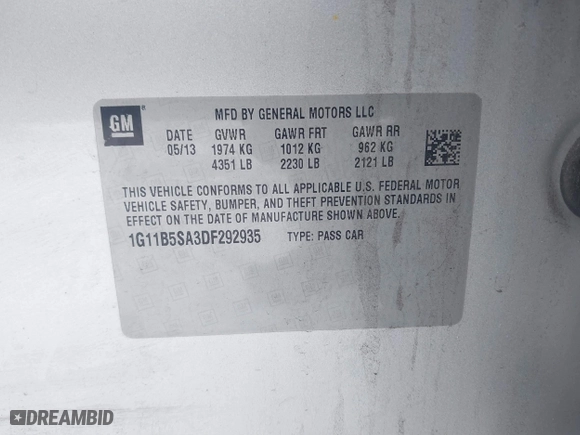 GM
MFD BY GENERAL MOTORS LLC
DATE GVWR GAWR FRT GAWR RR
05/13 1974 KG 1012 KG 962 KG
4351 LB 2230 LB 2121 LB
THIS VEHICLE CONFORMS TO ALL APPLICABLE U.S. FEDERAL MOTOR
VEHICLE SAFETY, BUMPER, AND THEFT PREVENTION STANDARDS IN
EFFECT ON THE DATE OF MANUFACTURE SHOWN ABOVE.
1G11B5SA3DF292935 TYPE: PASS CAR
DREAMBID